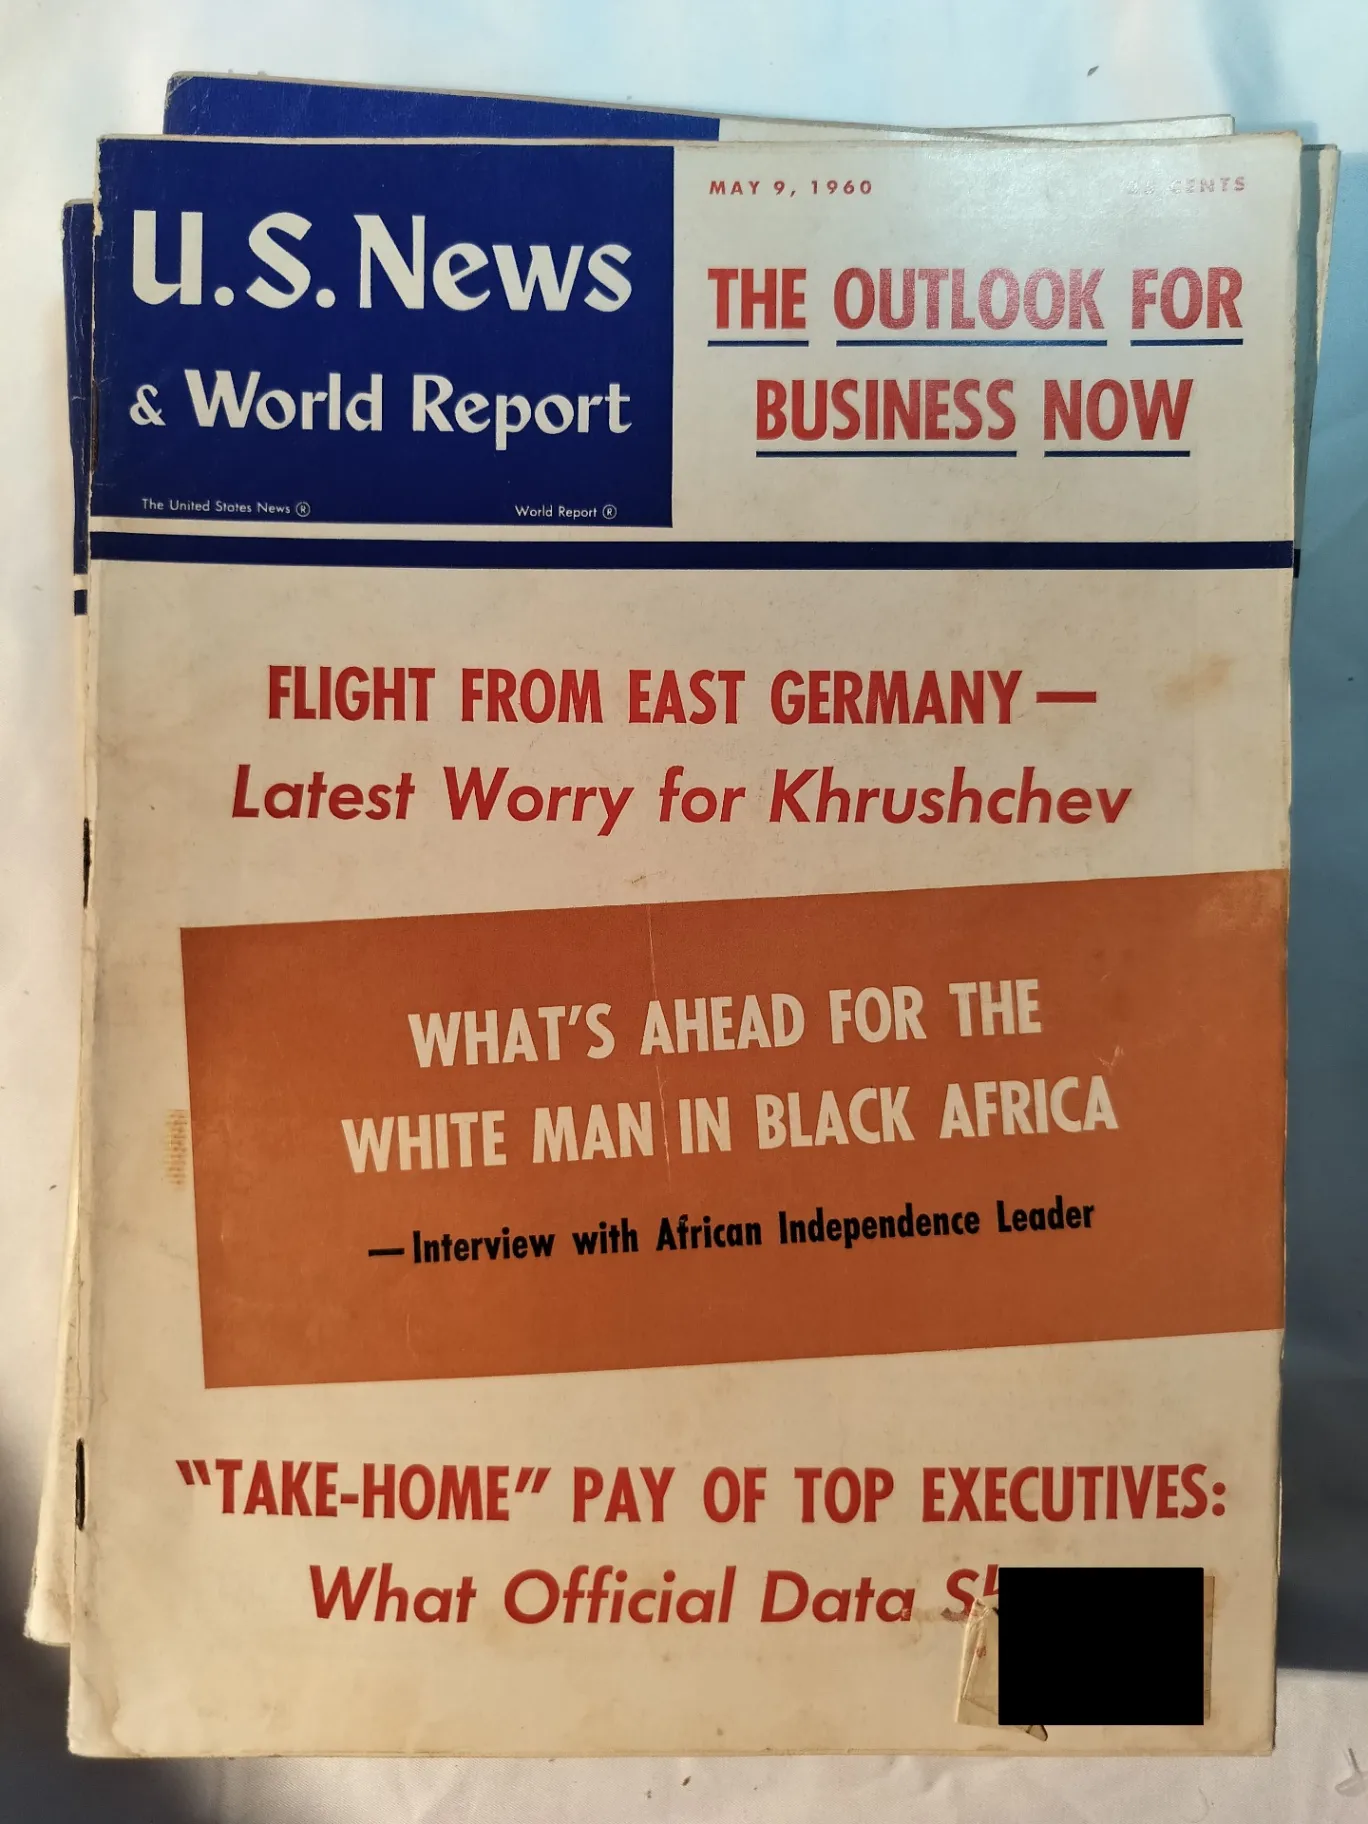 U.S. News
& World Report
The United States News ® World Report ®
MAY 9, 1960 CENTS
THE OUTLOOK FOR
BUSINESS NOW
FLIGHT FROM EAST GERMANY —
Latest Worry for Khrushchev
WHAT'S AHEAD FOR THE
WHITE MAN IN BLACK AFRICA
— Interview with African Independence Leader
"TAKE-HOME" PAY OF TOP EXECUTIVES:
What Official Data